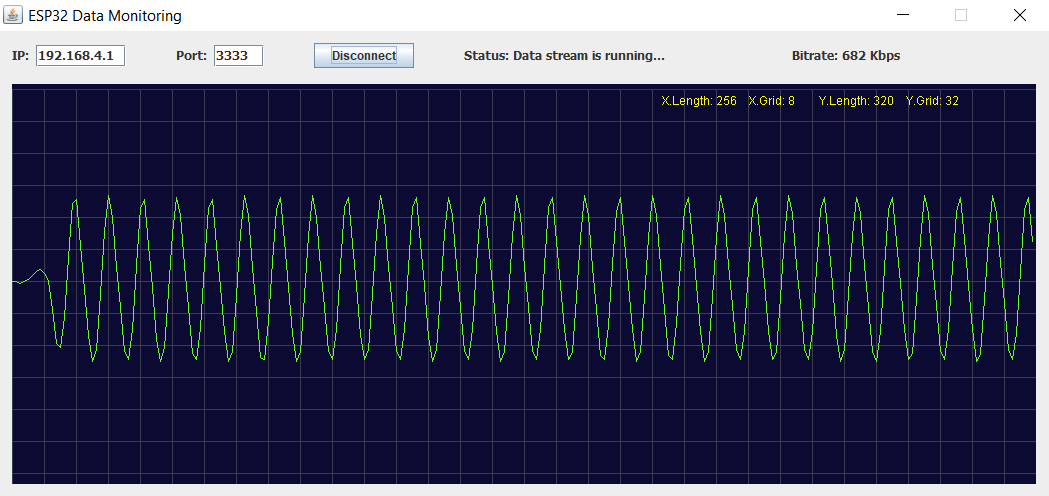 ESP32 Data Monitoring
IP: 192.168.4.1 Port: 3333 Disconnect Status: Data stream is running... Bitrate: 682 Kbps
X.Length: 256 X.Grid: 8 Y.Length: 320 Y.Grid: 32